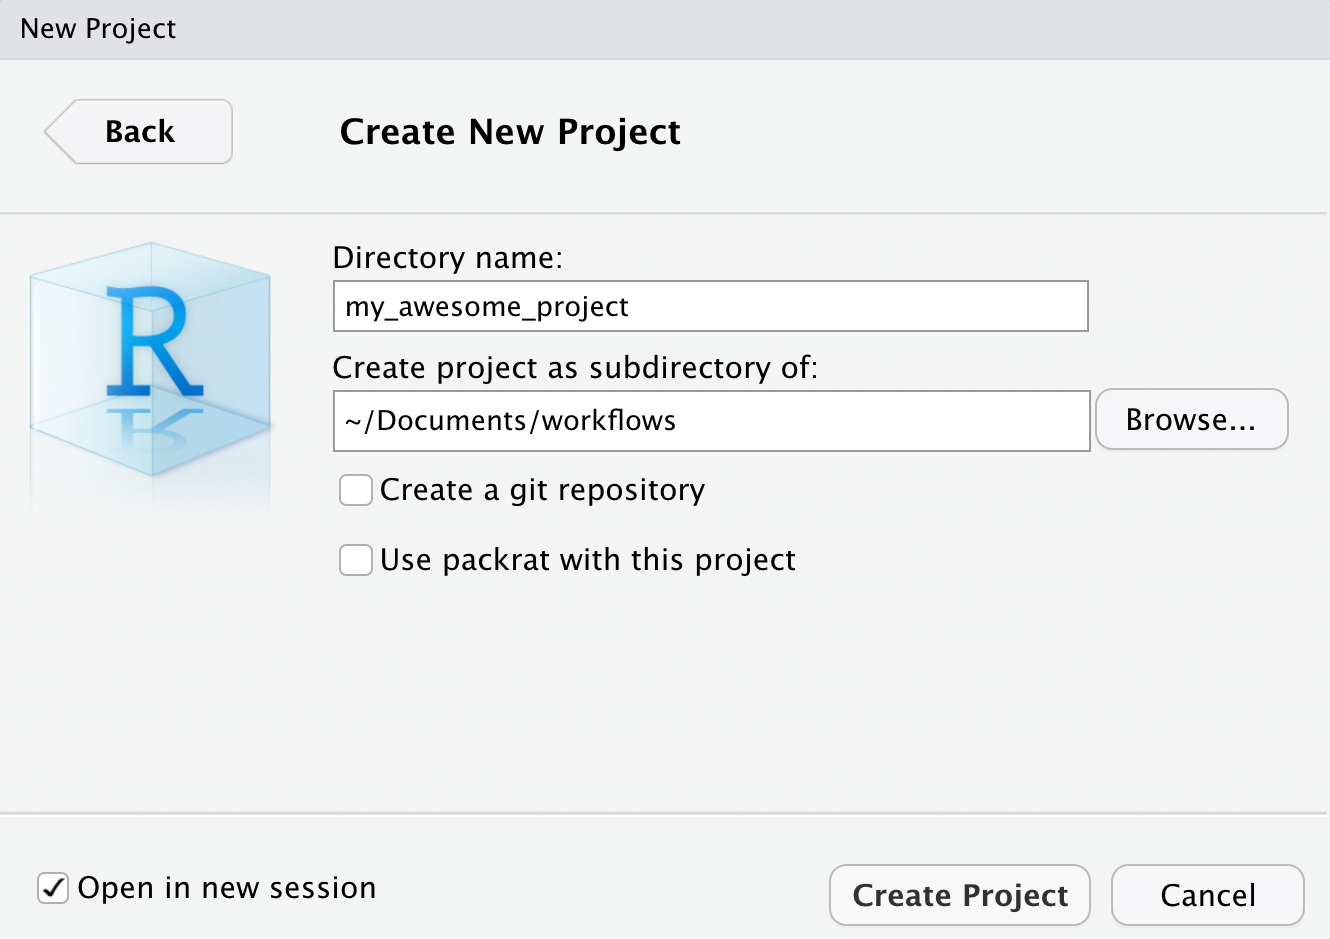 New Project
Back
Create New Project
R
Directory name:
my_awesome_project
Create project as subdirectory of:
~/Documents/workflows
Browse...
Create a git repository
Use packrat with this project
Open in new session
Create Project
Cancel